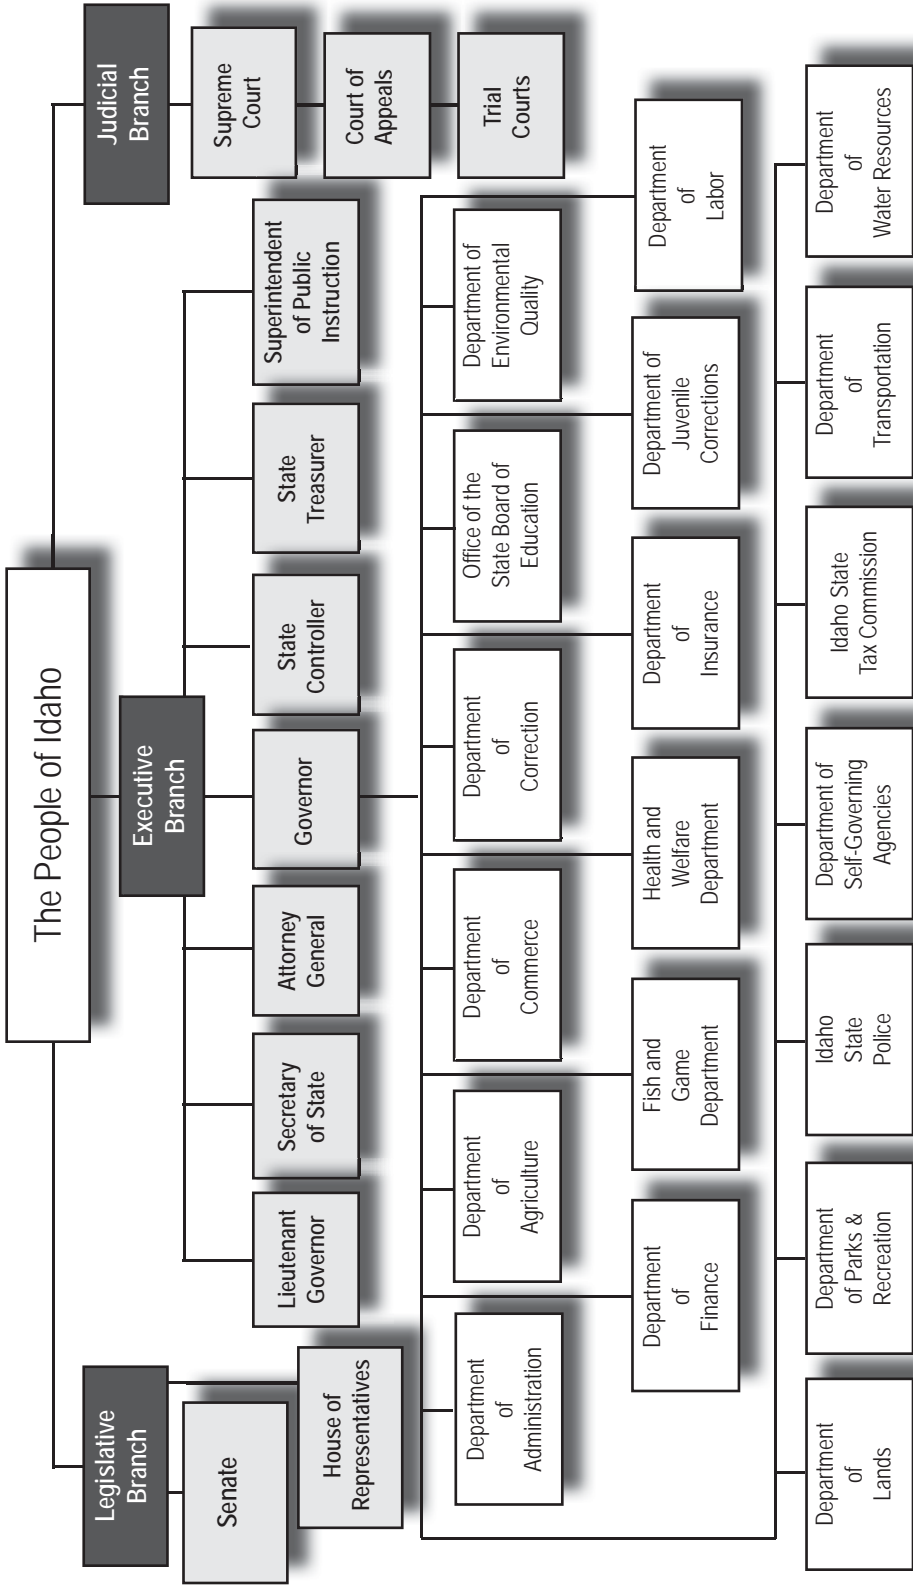 The People of Idaho
Legislative
Branch
Executive
Branch
Judicial
Branch
Senate
House of
Representatives
Lieutenant
Governor
Secretary
of State
Attorney
General
Governor
State
Controller
State
Treasurer
Superintendent
of Public
Instruction
Supreme
Court
Court of
Appeals
Trial
Courts
Department
of
Administration
Department
of
Agriculture
Department
of
Commerce
Department
of
Correction
Office of the
State Board of
Education
Department of
Environmental
Quality
Department
of
Finance
Fish and
Game
Department
Health and
Welfare
Department
Department
of
Insurance
Department of
Juvenile
Corrections
Department
of
Labor
Department
of
Lands
Department
of Parks &
Recreation
Idaho
State
Police
Department of
Self-Governing
Agencies
Idaho State
Tax Commission
Department
of
Transportation
Department
of
Water Resources